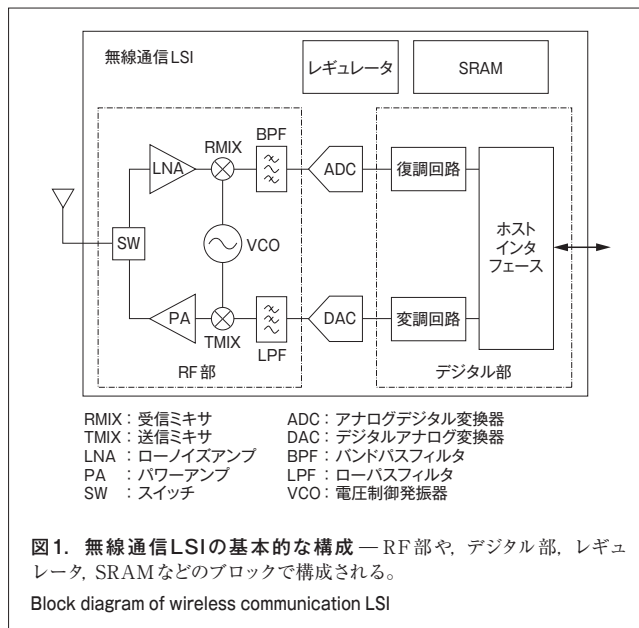 無線通信LSI
レギュレータ
SRAM
BPF
RMIX
LNA
ADC
復調回路
SW
VCO
ホスト
インタ
フェース
PA
TMIX
LPF
DAC
変調回路
RF部
デジタル部
RMIX：受信ミキサ
TMIX：送信ミキサ
LNA：ローノイズアンプ
PA：パワーアンプ
SW：スイッチ
ADC：アナログデジタル変換器
DAC：デジタルアナログ変換器
BPF：バンドパスフィルタ
LPF：ローパスフィルタ
VCO：電圧制御発振器
図1．無線通信LSIの基本的な構成 — RF部や，デジタル部，レギュ
レータ，SRAMなどのブロックで構成される。
Block diagram of wireless communication LSI